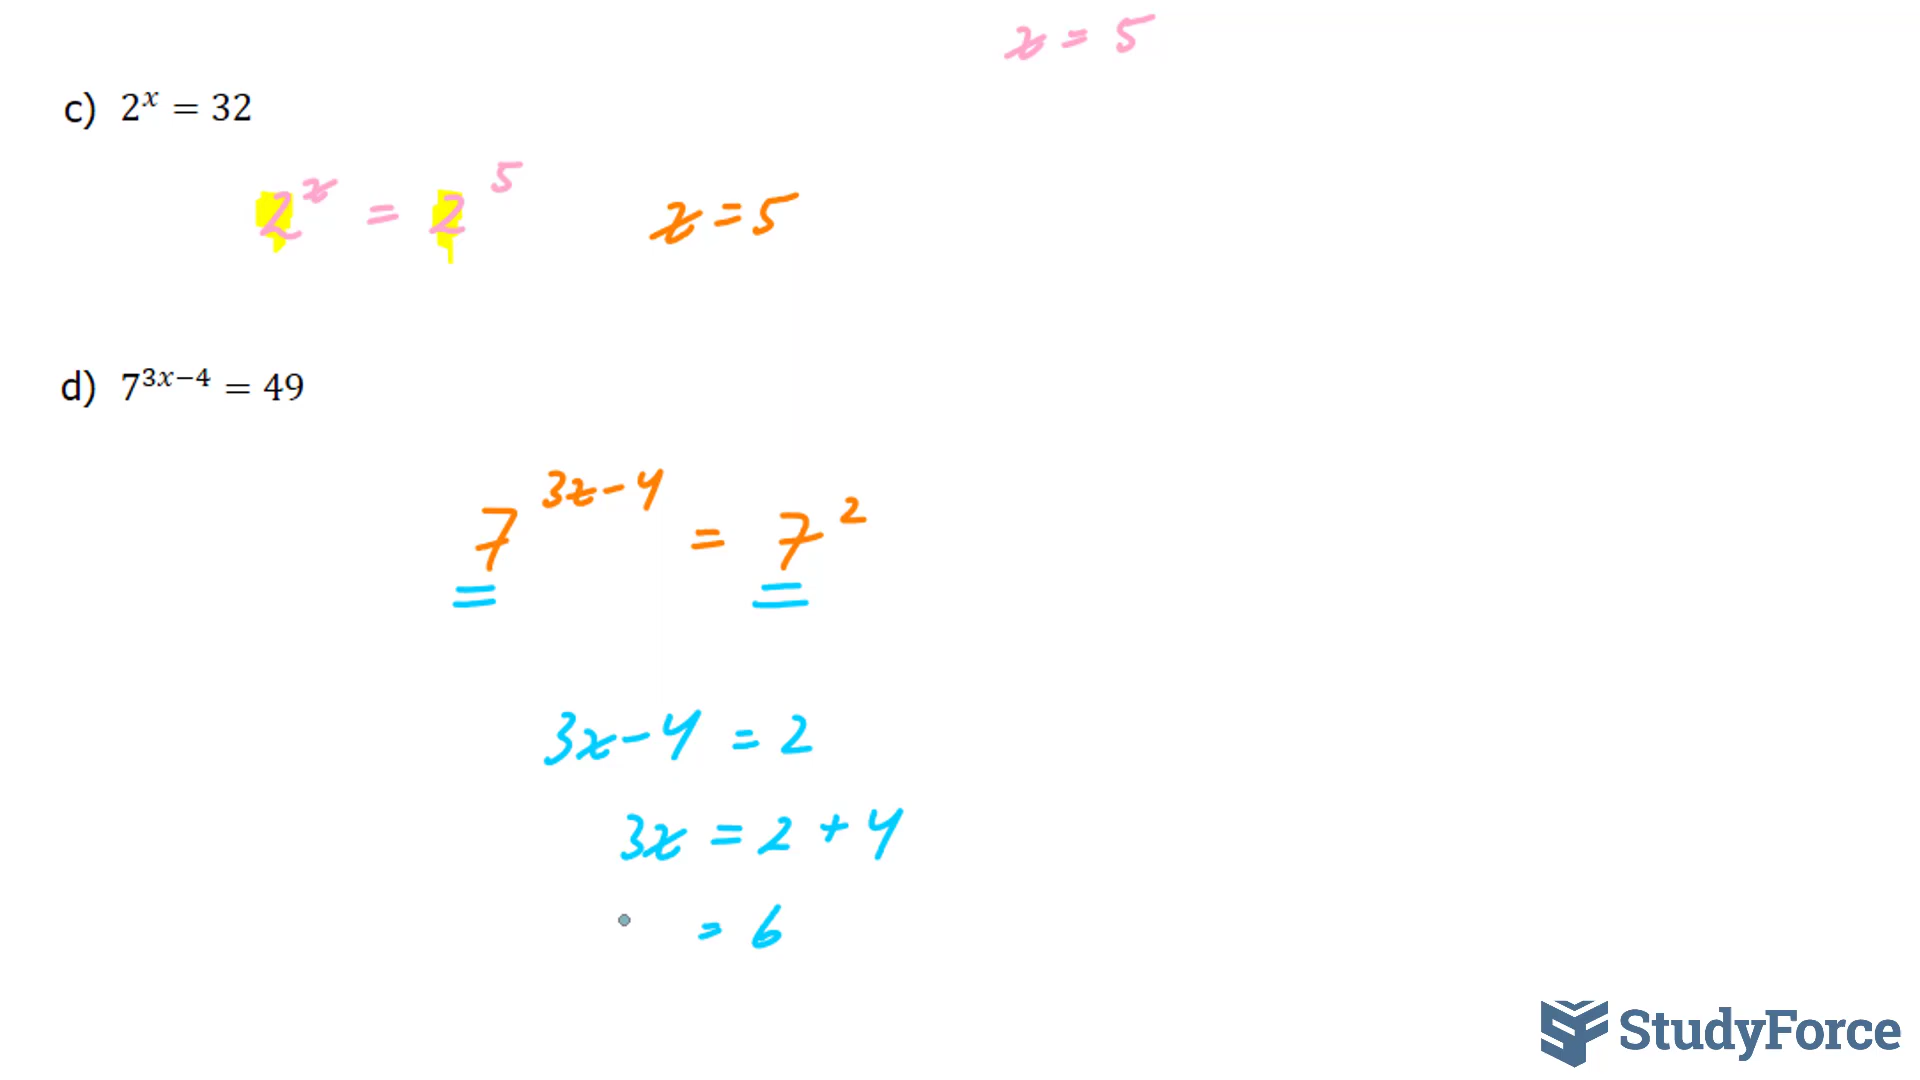 x = 5
c) 2^x = 32
2^x = 2^5 x = 5
d) 7^{3x−4} = 49
7^{3x−4} = 7^2
3x − 4 = 2
3x = 2 + 4
= 6
StudyForce